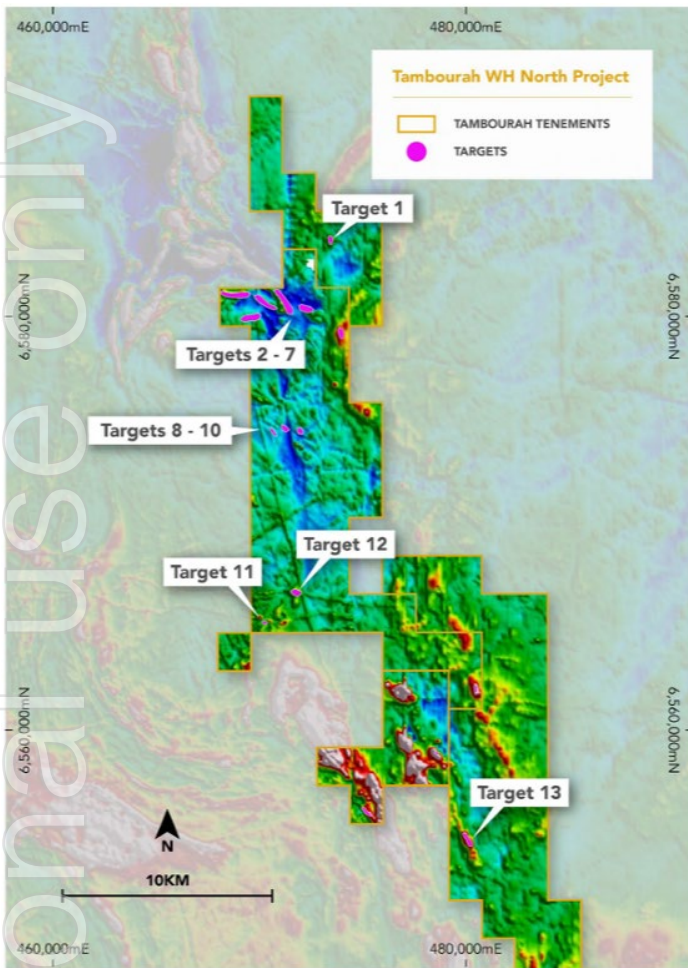 460,000mE
480,000mE
Tambourah WH North Project
TAMBOURAH TENEMENTS
TARGETS
Target 1
6,580,000mN
6,580,000mN
Targets 2 - 7
Targets 8 - 10
Target 12
Target 11
6,560,000mN
6,560,000mN
Target 13
N
10KM
460,000mE
480,000mE
onal use only